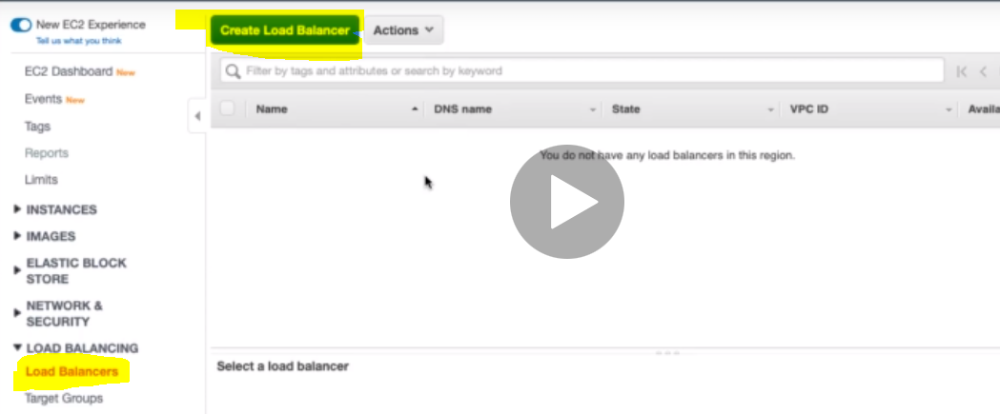 New EC2 Experience
Tell us what you think
EC2 Dashboard New
Events New
Tags
Reports
Limits
INSTANCES
IMAGES
ELASTIC BLOCK
STORE
NETWORK &
SECURITY
LOAD BALANCING
Load Balancers
Target Groups
Create Load Balancer Actions
Filter by tags and attributes or search by keyword
Name DNS name State VPC ID Availa
You do not have any load balancers in this region.
Select a load balancer